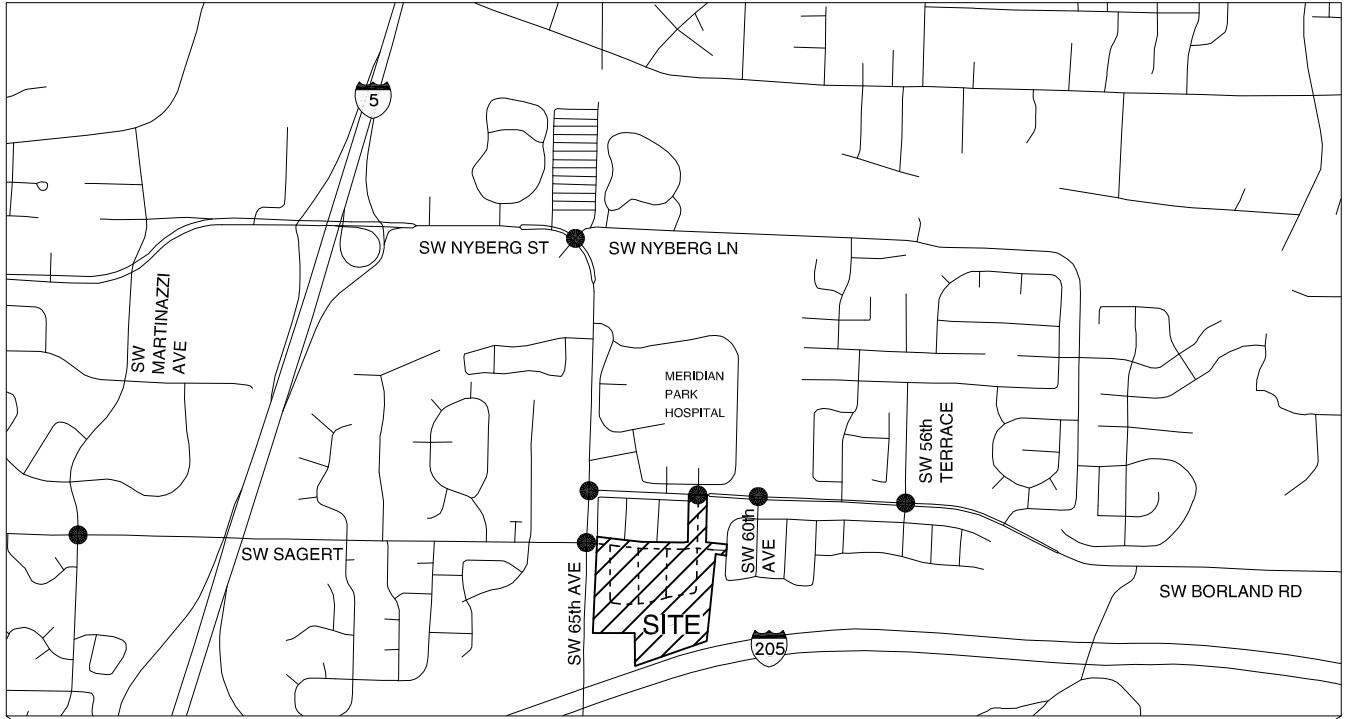 5
SW NYBERG ST
SW NYBERG LN
SW
MARTINAZZI
AVE
MERIDIAN
PARK
HOSPITAL
SW 56th
TERRACE
SW SAGERT
SW 60th
AVE
SW 65th AVE
SITE
205
SW BORLAND RD